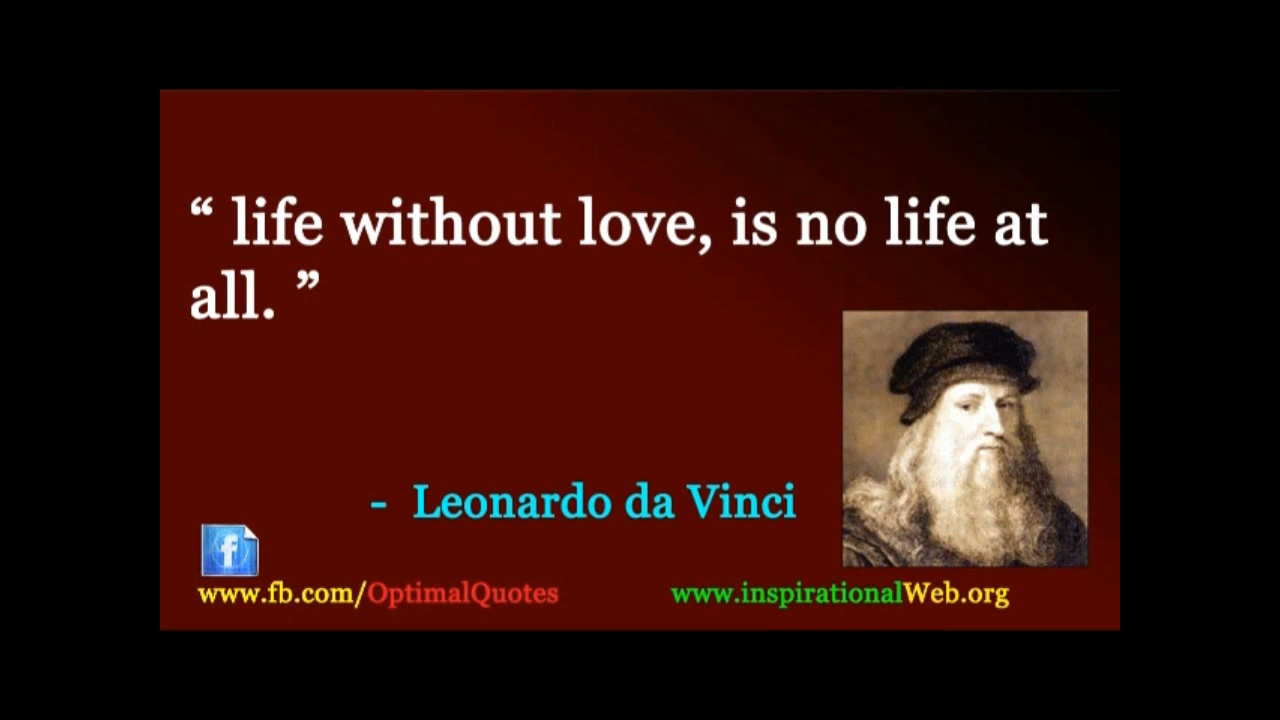 “ life without love, is no life at
all. ”
- Leonardo da Vinci
f
www.fb.com/OptimalQuotes
www.inspirationalWeb.org